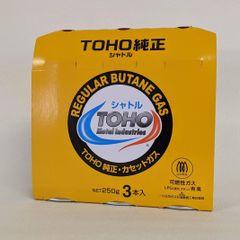 TOHO純正
シャトル
REGULAR BUTANE GAS
シャトル
TOHO
Metal Industries
TOHO 純正・カセットガス
NET250g 3本入
可燃性ガス